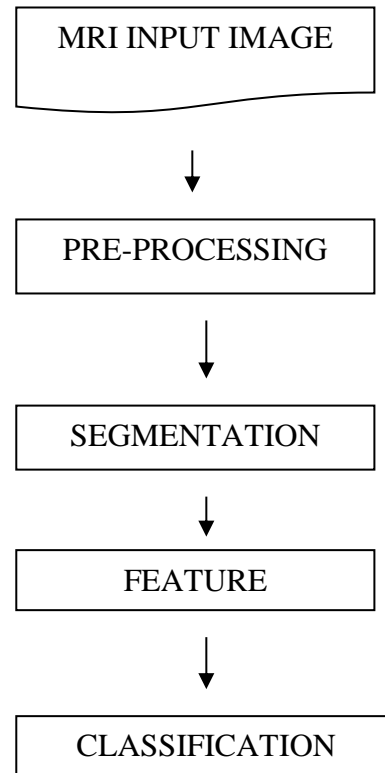 MRI INPUT IMAGE
PRE-PROCESSING
SEGMENTATION
FEATURE
CLASSIFICATION